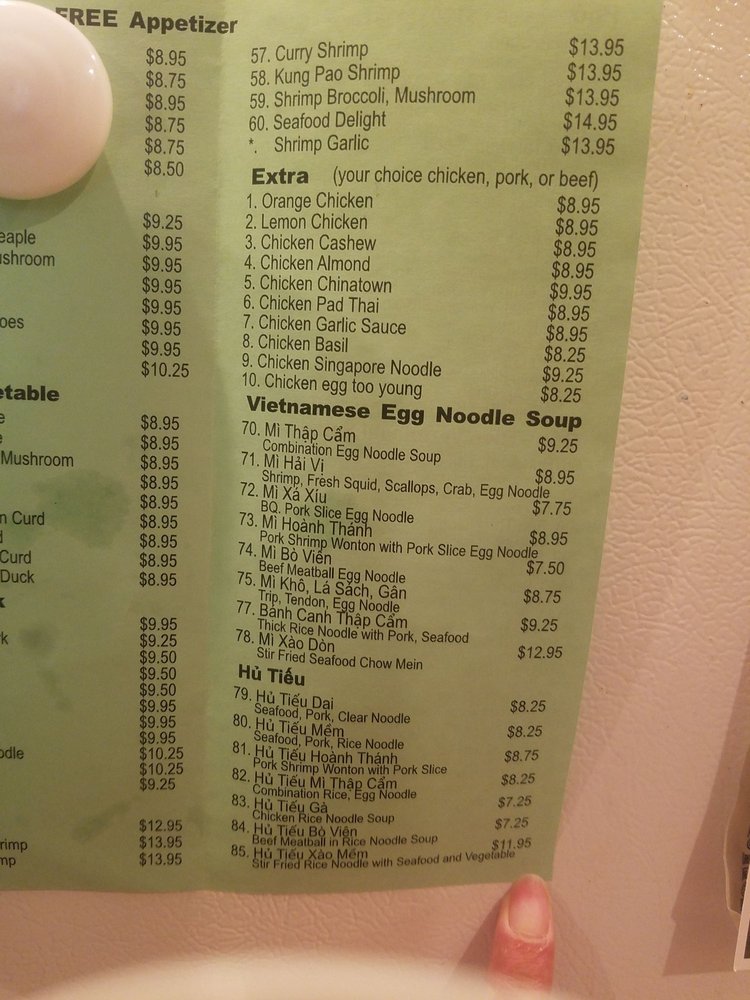 FREE Appetizer
$8.95
$8.75
$8.95
$8.75
$8.75
$8.50
$9.25
eaple $9.95
ushroom $9.95
$9.95
$9.95
oes $9.95
$9.95
$10.25
etable
e $8.95
e $8.95
Mushroom $8.95
$8.95
$8.95
n Curd $8.95
d $8.95
Curd $8.95
Duck $8.95
k
$9.95
k $9.25
$9.50
$9.50
$9.50
$9.95
$9.95
$9.95
odle $10.25
$10.25
$9.25
$12.95
rimp $13.95
mp $13.95
57. Curry Shrimp $13.95
58. Kung Pao Shrimp $13.95
59. Shrimp Broccoli, Mushroom $13.95
60. Seafood Delight $14.95
*. Shrimp Garlic $13.95
Extra (your choice chicken, pork, or beef)
1. Orange Chicken $8.95
2. Lemon Chicken $8.95
3. Chicken Cashew $8.95
4. Chicken Almond $8.95
5. Chicken Chinatown $9.95
6. Chicken Pad Thai $8.95
7. Chicken Garlic Sauce $8.95
8. Chicken Basil $8.25
9. Chicken Singapore Noodle $9.25
10. Chicken egg too young $8.25
Vietnamese Egg Noodle Soup
70. Mì Thập Cẩm $9.25
Combination Egg Noodle Soup
71. Mì Hải Vị $8.95
Shrimp, Fresh Squid, Scallops, Crab, Egg Noodle
72. Mì Xá Xíu $7.75
BQ. Pork Slice Egg Noodle
73. Mì Hoành Thánh $8.95
Pork Shrimp Wonton with Pork Slice Egg Noodle
74. Mì Bò Viên $7.50
Beef Meatball Egg Noodle
75. Mì Khô, Lá Sách, Gân $8.75
Trip, Tendon, Egg Noodle
77. Bánh Canh Thập Cẩm $9.25
Thick Rice Noodle with Pork, Seafood
78. Mì Xào Dòn $12.95
Stir Fried Seafood Chow Mein
Hủ Tiếu
79. Hủ Tiếu Dai $8.25
Seafood, Pork, Clear Noodle
80. Hủ Tiếu Mềm $8.25
Seafood, Pork, Rice Noodle
81. Hủ Tiếu Hoành Thánh $8.75
Pork Shrimp Wonton with Pork Slice
82. Hủ Tiếu Mì Thập Cẩm $8.25
Combination Rice, Egg Noodle
83. Hủ Tiếu Gà $7.25
Chicken Rice Noodle Soup
84. Hủ Tiếu Bò Viên $7.25
Beef Meatball in Rice Noodle Soup
85. Hủ Tiếu Xào Mềm $11.95
Stir Fried Rice Noodle with Seafood and Vegetable